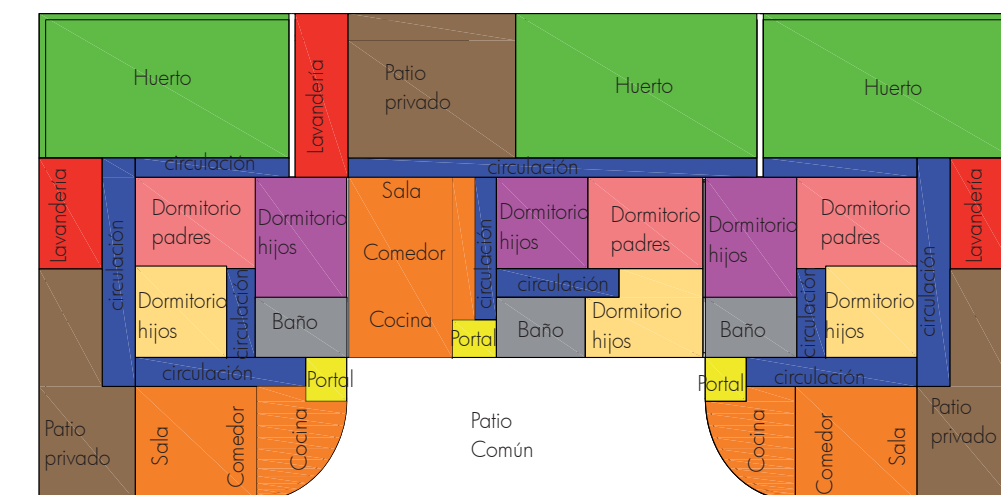 Huerto
Lavandería
Patio
privado
Huerto
Huerto
circulación
circulación
Lavandería
circulación
Dormitorio
padres
Dormitorio
hijos
Sala
Comedor
Cocina
circulación
Dormitorio
hijos
Dormitorio
padres
Dormitorio
hijos
Dormitorio
padres
circulación
Lavandería
Dormitorio
hijos
circulación
Baño
Portal
circulación
Baño
Dormitorio
hijos
Baño
circulación
Dormitorio
hijos
circulación
Portal
Portal
circulación
Patio
privado
Sala
Comedor
Cocina
Patio
Común
Cocina
Comedor
Sala
Patio
privado